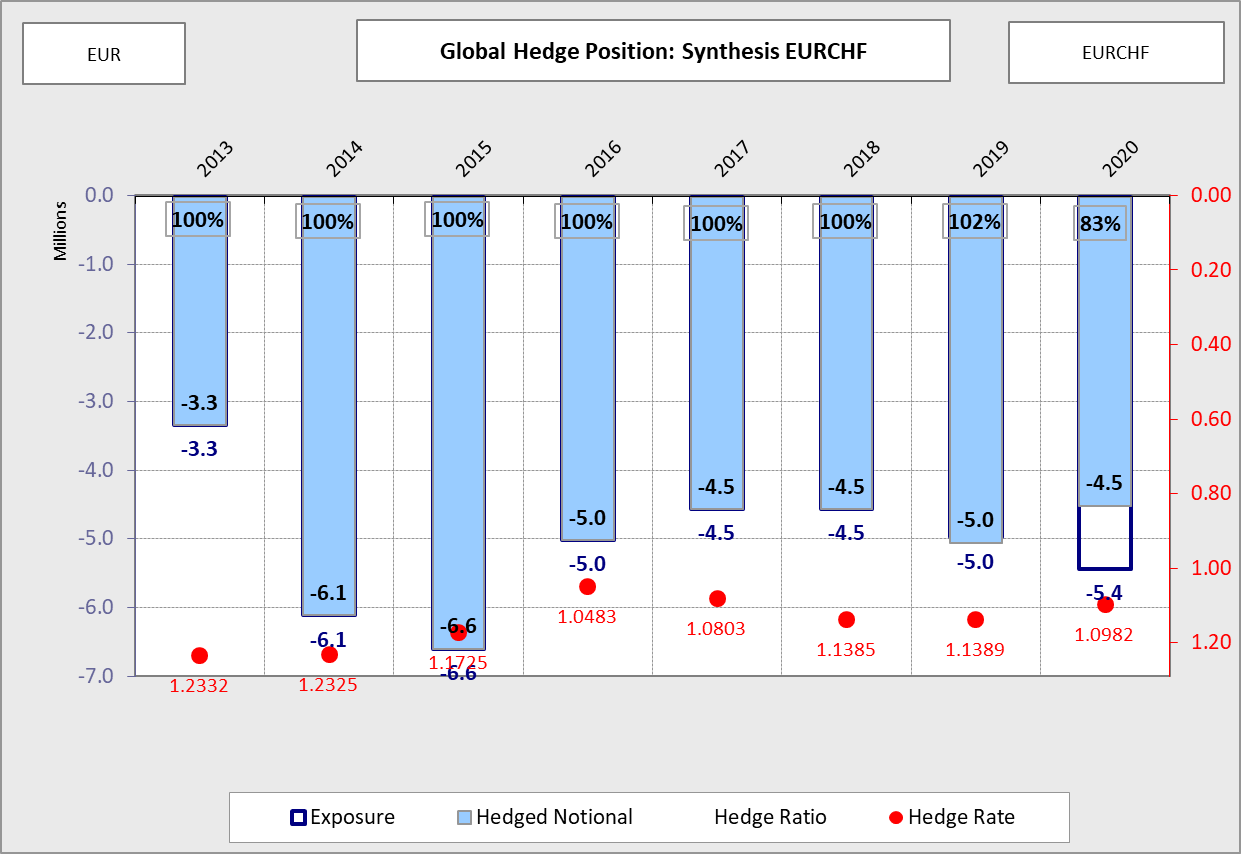 EUR
Global Hedge Position: Synthesis EURCHF
EURCHF
2013 2014 2015 2016 2017 2018 2019 2020
Millions
0.0
-1.0
-2.0
-3.0
-4.0
-5.0
-6.0
-7.0
100% 100% 100% 100% 100% 100% 102% 83%
-3.3 -6.1 -6.6 -5.0 -4.5 -4.5 -5.0 -4.5
-3.3 -6.1 -6.6 -5.0 -4.5 -4.5 -5.0 -5.4
1.2332 1.2325 1.1725 1.0483 1.0803 1.1385 1.1389 1.0982
0.00
0.20
0.40
0.60
0.80
1.00
1.20
Exposure Hedged Notional Hedge Ratio Hedge Rate